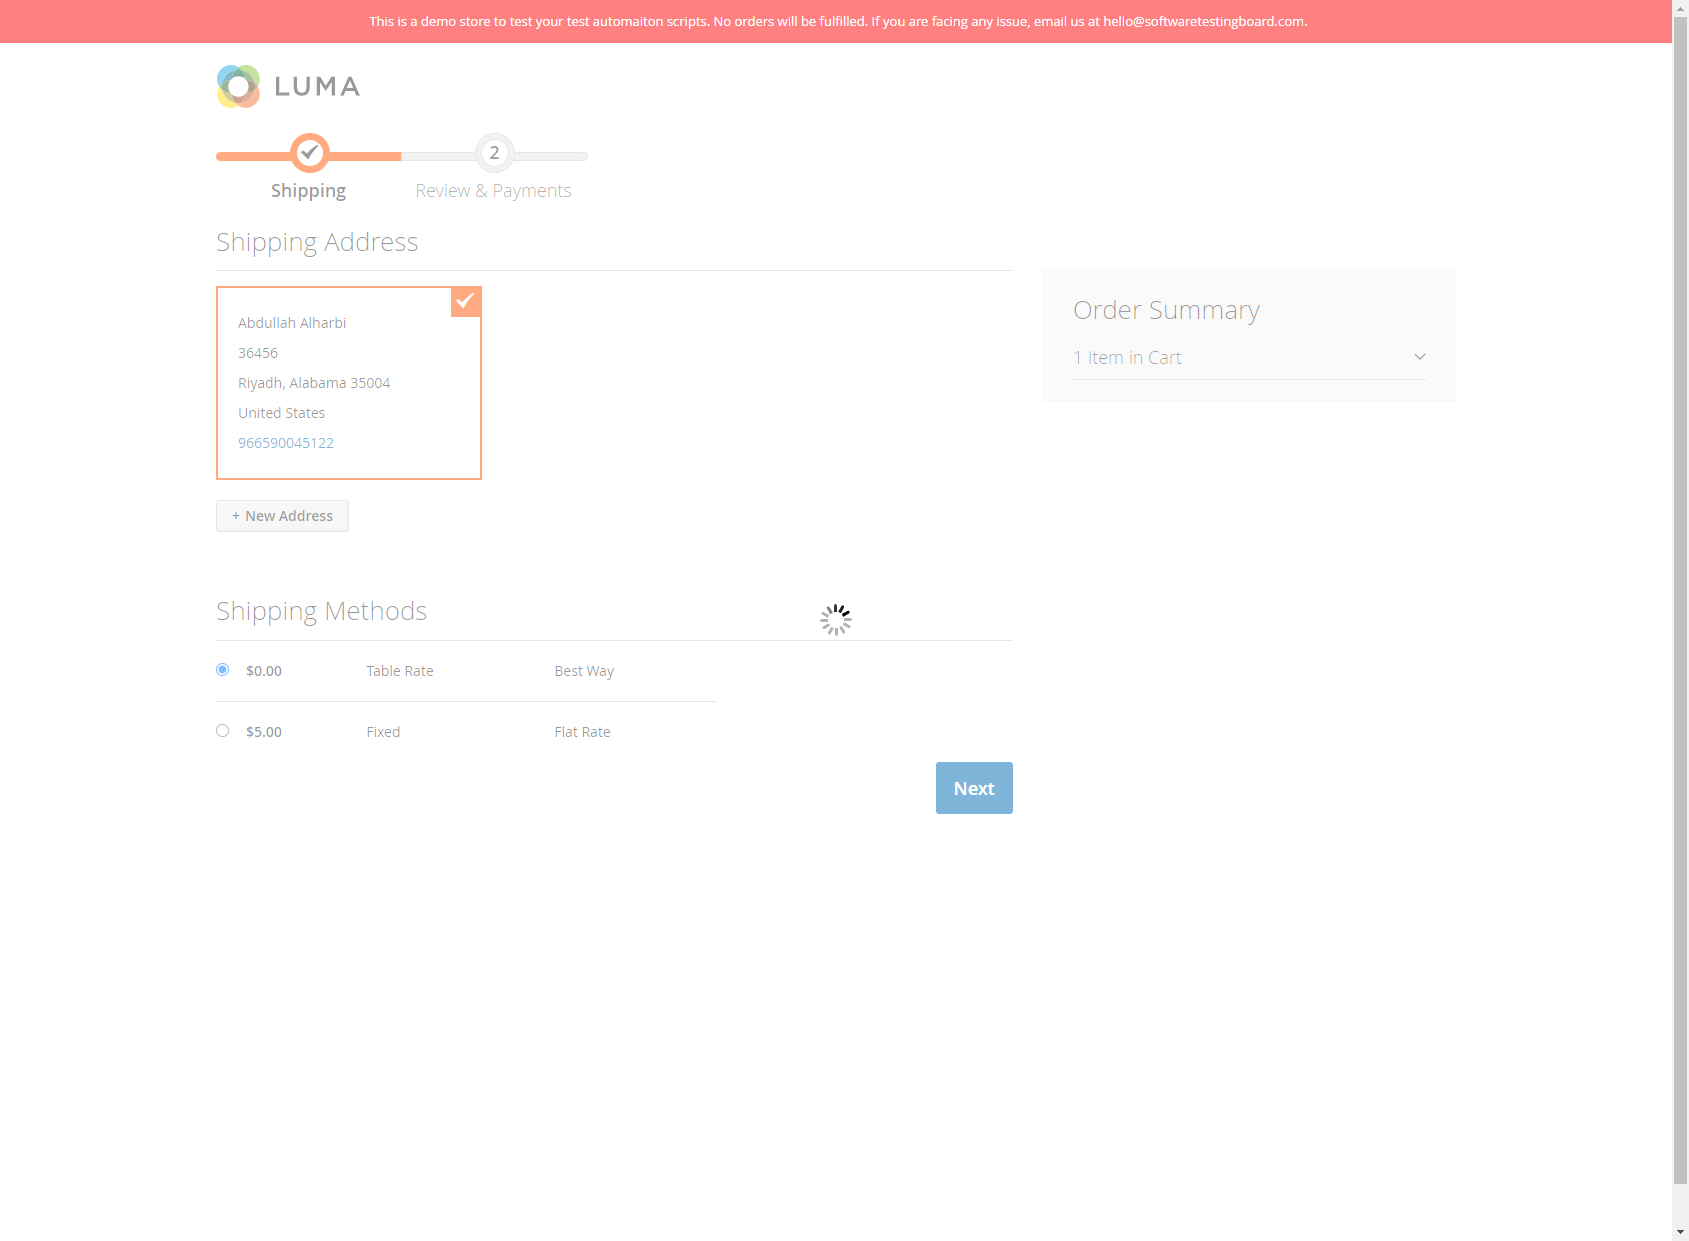 This is a demo store to test your test automaiton scripts. No orders will be fulfilled. If you are facing any issue, email us at hello@softwaretestingboard.com.
LUMA
2
Shipping
Review & Payments
Shipping Address
Abdullah Alharbi
36456
Riyadh, Alabama 35004
United States
966590045122
+ New Address
Order Summary
1 Item in Cart
Shipping Methods
$0.00 Table Rate Best Way
$5.00 Fixed Flat Rate
Next